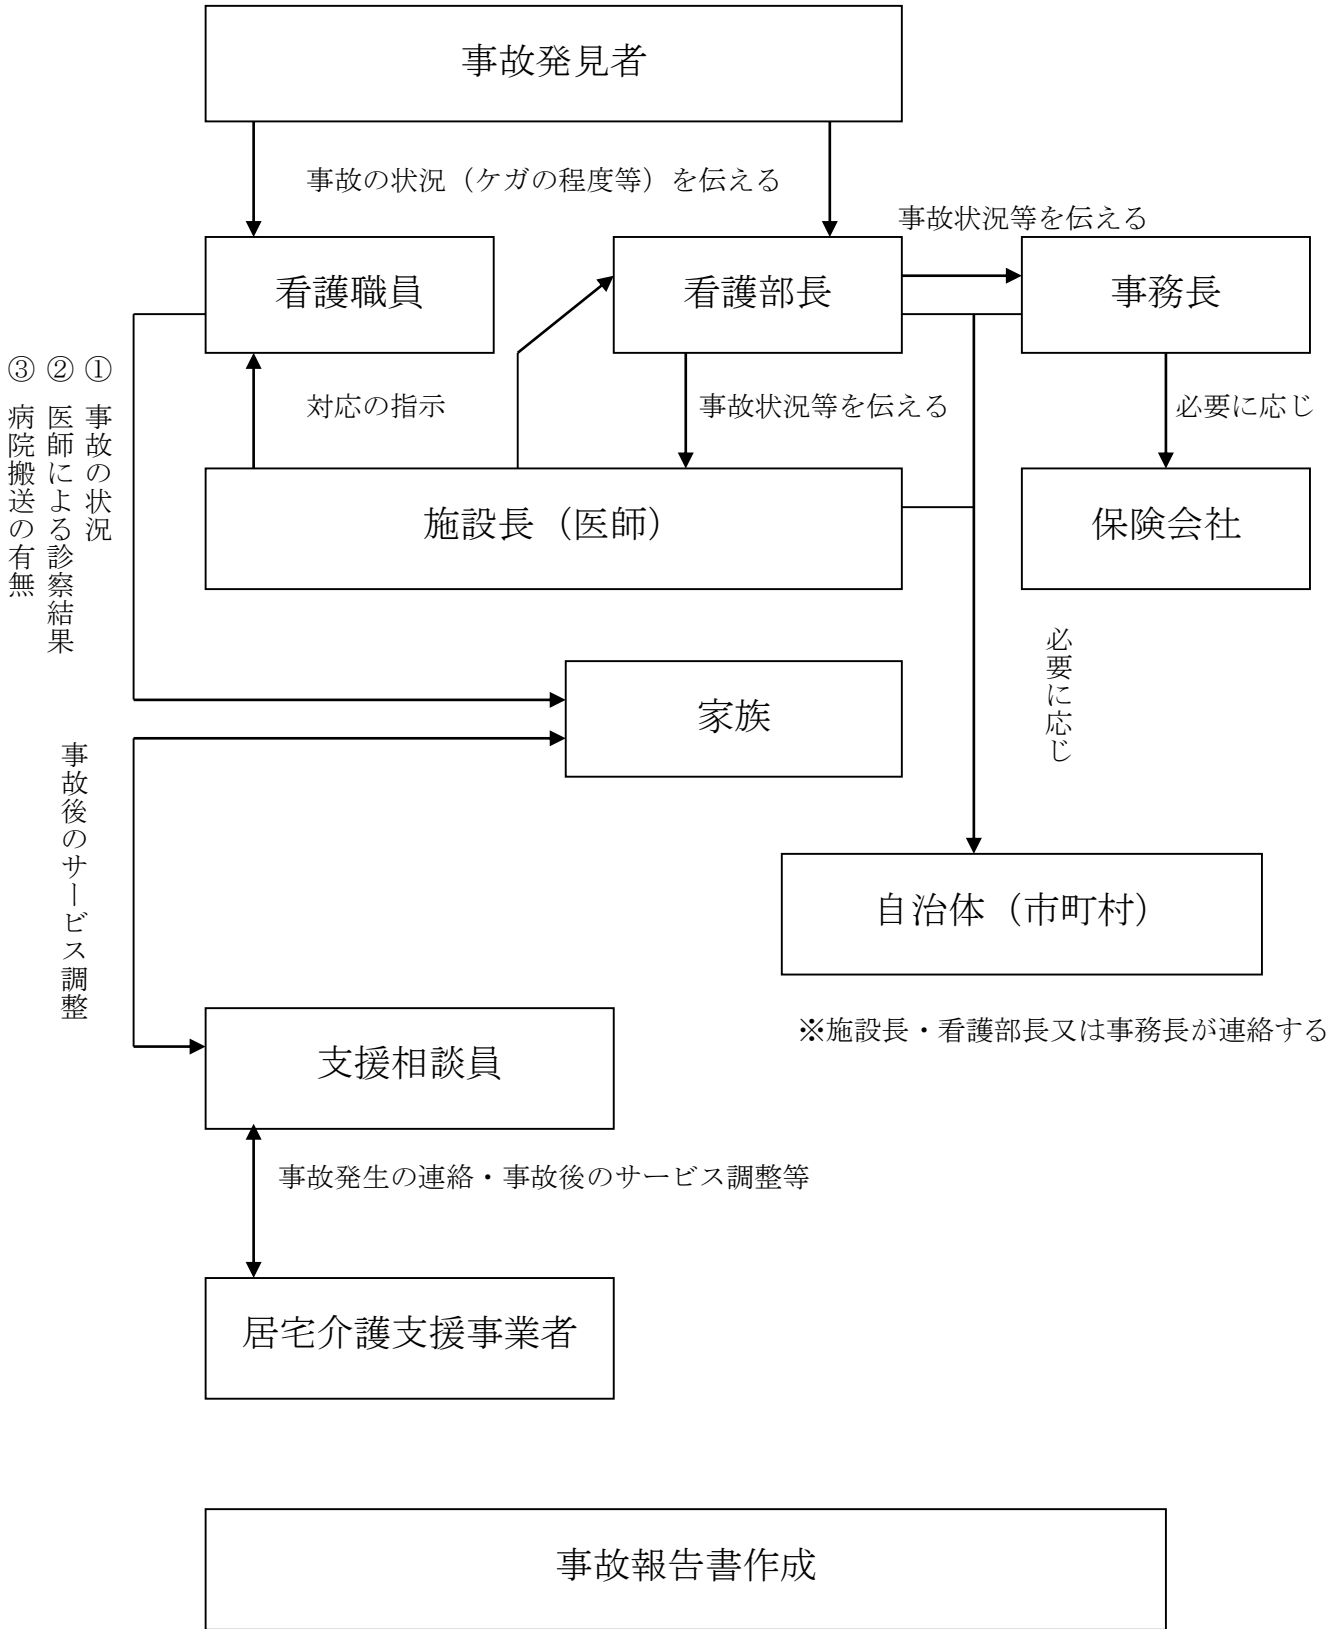 事故発見者
事故の状況（ケガの程度等）を伝える
事故状況等を伝える
看護職員
看護部長
事務長
① 事故の状況
② 医師による診察結果
③ 病院搬送の有無
対応の指示
事故状況等を伝える
必要に応じ
施設長（医師）
保険会社
必要に応じ
家族
事故後のサービス調整
自治体（市町村）
※施設長・看護部長又は事務長が連絡する
支援相談員
事故発生の連絡・事故後のサービス調整等
居宅介護支援事業者
事故報告書作成